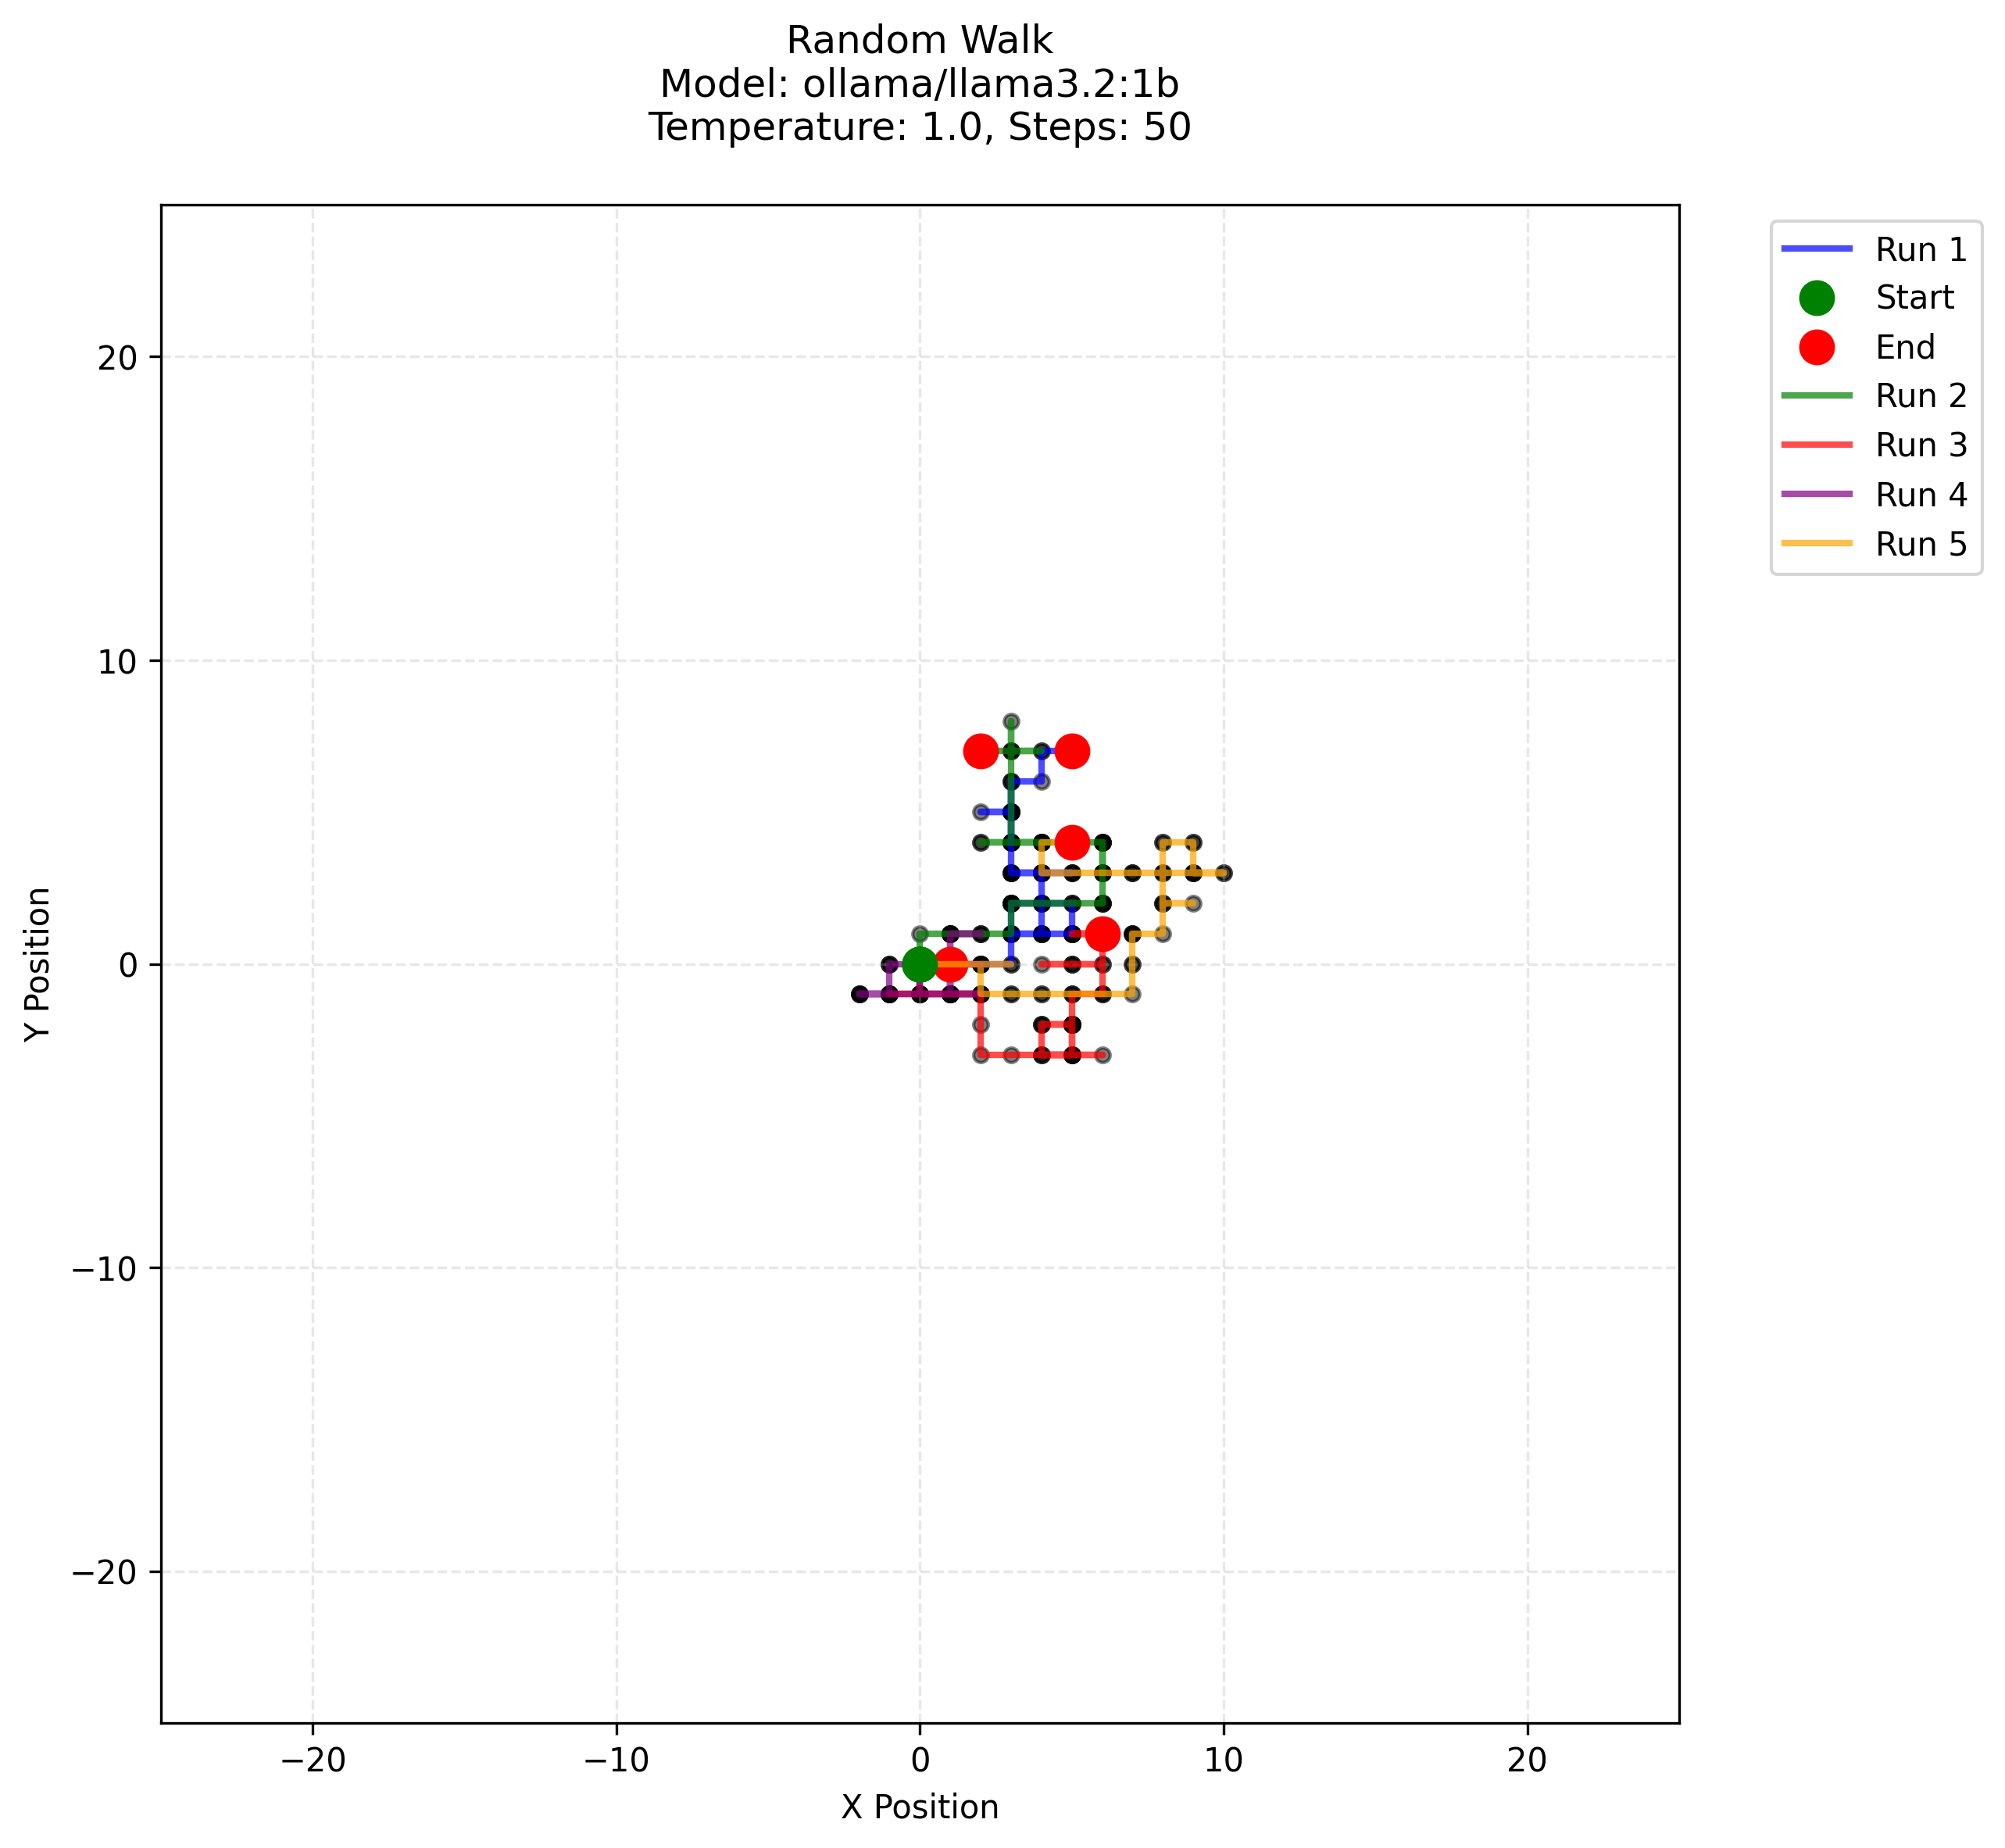 Random Walk
Model: ollama/llama3.2:1b
Temperature: 1.0, Steps: 50
Run 1
Start
End
Run 2
Run 3
Run 4
Run 5
20
10
0
−10
−20
Y Position
−20
−10
0
10
20
X Position